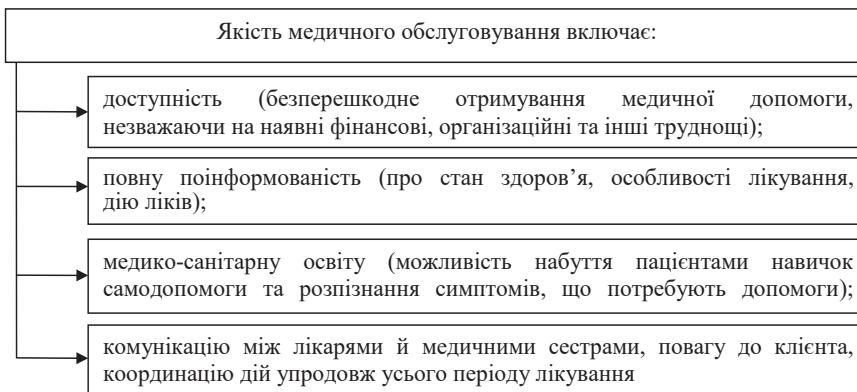 Якість медичного обслуговування включає:
доступність (безперешкодне отримування медичної допомоги,
незважаючи на наявні фінансові, організаційні та інші труднощі);
повну поінформованість (про стан здоров’я, особливості лікування,
дію ліків);
медико-санітарну освіту (можливість набуття пацієнтами навичок
самодопомоги та розпізнання симптомів, що потребують допомоги);
комунікацію між лікарями й медичними сестрами, повагу до клієнта,
координацію дій упродовж усього періоду лікування